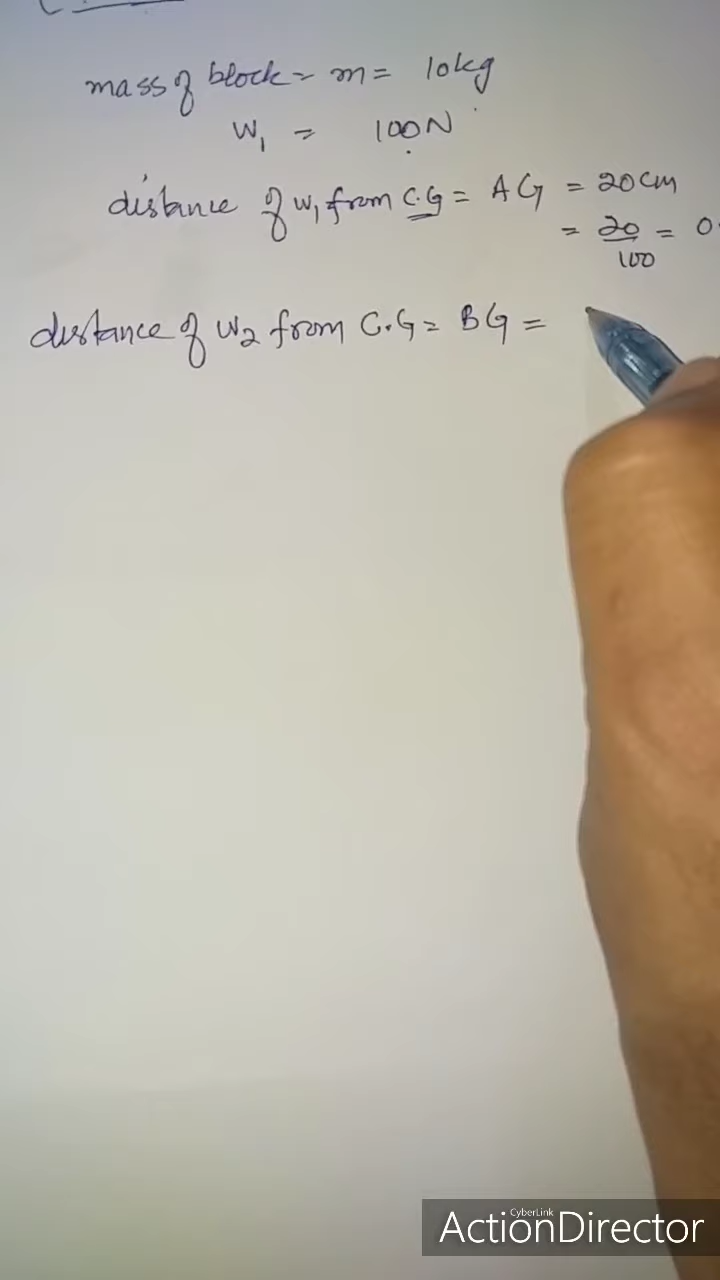 mass of block = m = 10kg
W1 = 100N
distance of W1 from C.G = AG = 20cm
= 20/100 = 0.
distance of W2 from C.G = BG =
CyberLink
ActionDirector